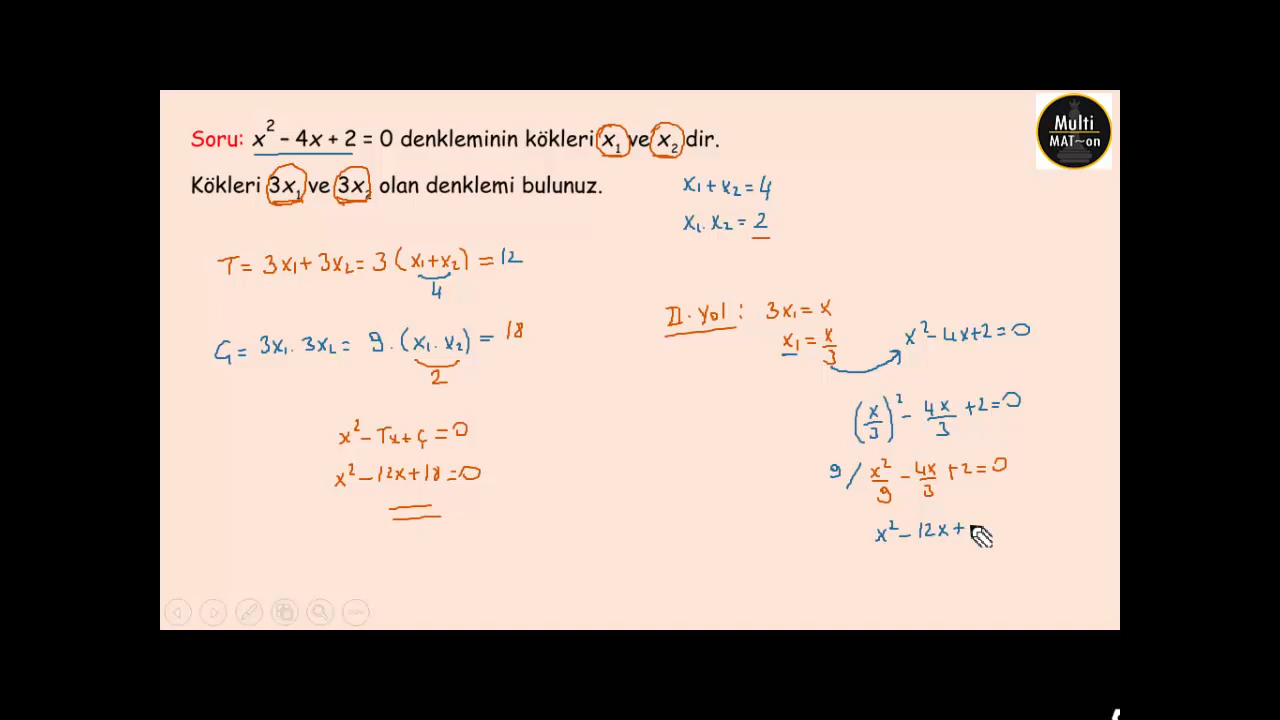 Soru: x² - 4x + 2 = 0 denkleminin kökleri x₁ ve x₂ dir.
Kökleri 3x₁ ve 3x₂ olan denklemi bulunuz.
Multi
MAT~on
x₁ + x₂ = 4
x₁ . x₂ = 2
T = 3x₁ + 3x₂ = 3 (x₁+x₂) = 12
4
Ç = 3x₁ . 3x₂ = 9 . (x₁ . x₂) = 18
2
x² - Tx + Ç = 0
x² - 12x + 18 = 0
II. Yol : 3x₁ = x
x₁ = x/3
x² - 4x + 2 = 0
(x/3)² - 4x/3 + 2 = 0
9 / x²/9 - 4x/3 + 2 = 0
x² - 12x +